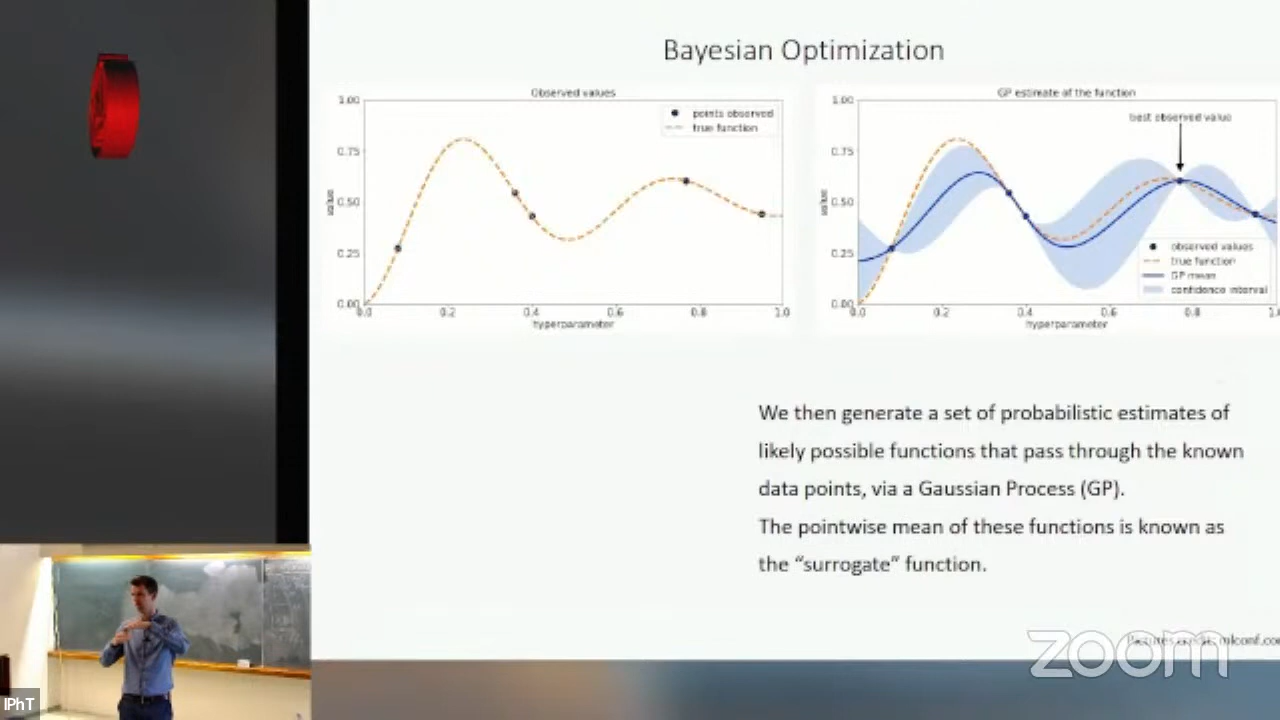 Bayesian Optimization
Observed values
1.00
0.75
0.50
0.25
0.00
value
0.0 0.2 0.4 0.6 0.8 1.0
hyperparameter
points observed
true function
GP estimate of the function
1.00
0.75
0.50
0.25
0.00
value
0.0 0.2 0.4 0.6 0.8
hyperparameter
best observed value
observed values
true function
GP mean
confidence interval
We then generate a set of probabilistic estimates of
likely possible functions that pass through the known
data points, via a Gaussian Process (GP).
The pointwise mean of these functions is known as
the “surrogate” function.
Pictures credits mlconf.co
zoom
IPhT